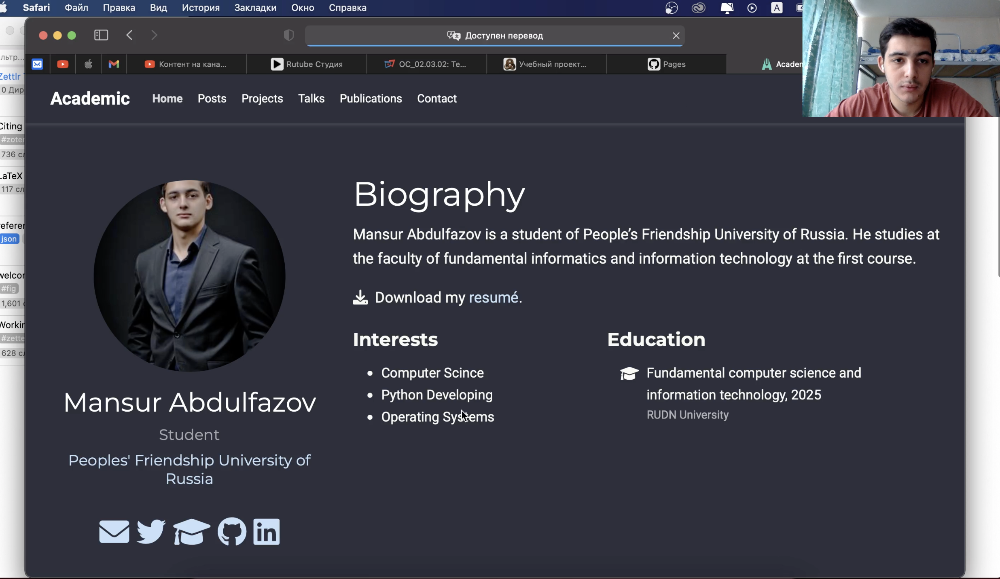 Safari Файл Правка Вид История Закладки Окно Справка A
Доступен перевод
льтр...
Контент на кана... Rutube Студия ОС_02.03.02: Те... Учебный проект... Pages Academ
Zettlr
0 Дир
Academic Home Posts Projects Talks Publications Contact
Citing
#zoter
736 сл
LaTeX
117 сл
referer
json
welcor
#fig
1,601
Workir
#zette
628 сл
Biography
Mansur Abdulfazov is a student of People’s Friendship University of Russia. He studies at
the faculty of fundamental informatics and information technology at the first course.
Download my resumé.
Interests
Computer Scince
Python Developing
Operating Systems
Education
Fundamental computer science and
information technology, 2025
RUDN University
Mansur Abdulfazov
Student
Peoples' Friendship University of
Russia
in